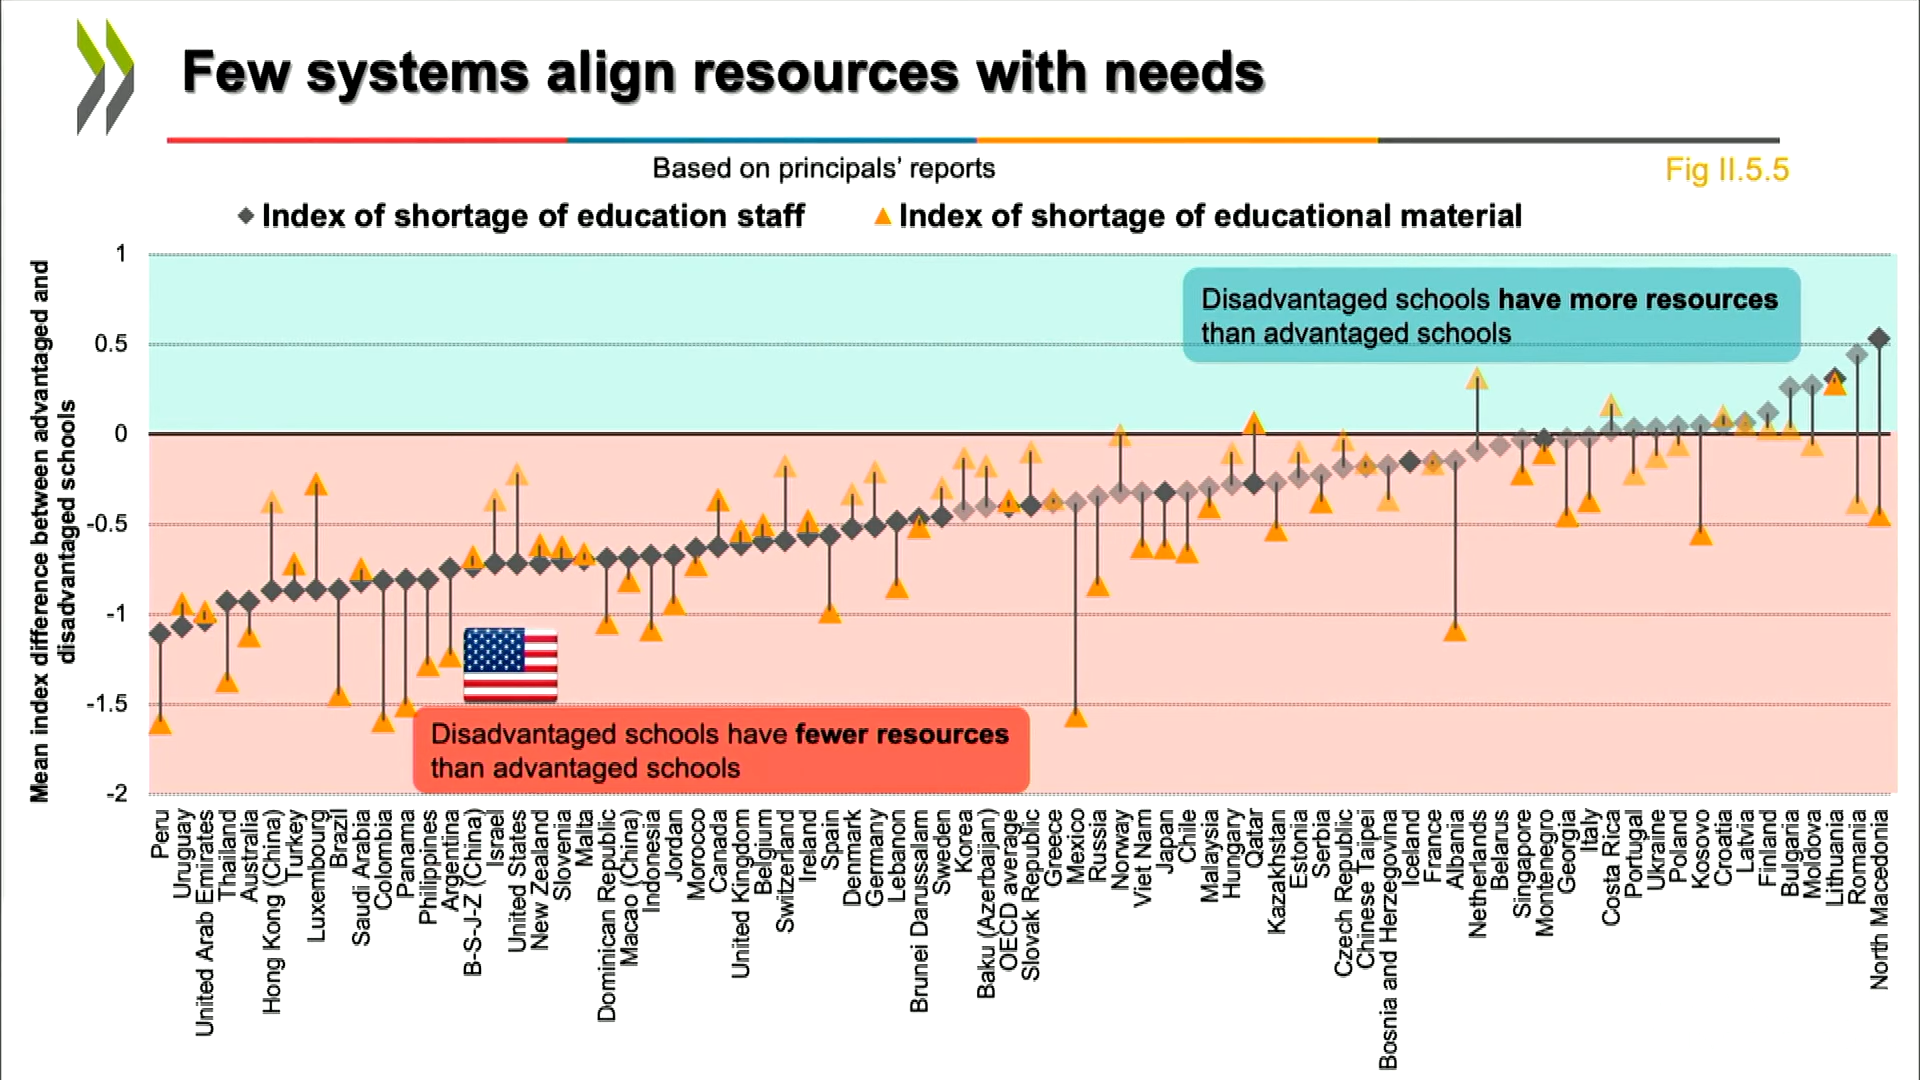 Few systems align resources with needs
Based on principals’ reports
Fig II.5.5
Index of shortage of education staff
Index of shortage of educational material
Mean index difference between advantaged and
disadvantaged schools
1
0.5
0
-0.5
-1
-1.5
-2
Disadvantaged schools have more resources
than advantaged schools
Disadvantaged schools have fewer resources
than advantaged schools
Peru
Uruguay
United Arab Emirates
Thailand
Australia
Hong Kong (China)
Turkey
Luxembourg
Brazil
Saudi Arabia
Colombia
Panama
Philippines
Argentina
B-S-J-Z (China)
Israel
United States
New Zealand
Slovenia
Malta
Dominican Republic
Macao (China)
Indonesia
Jordan
Morocco
Canada
United Kingdom
Belgium
Switzerland
Ireland
Spain
Denmark
Germany
Lebanon
Brunei Darussalam
Sweden
Korea
Baku (Azerbaijan)
OECD average
Slovak Republic
Greece
Mexico
Russia
Norway
Viet Nam
Japan
Chile
Malaysia
Hungary
Qatar
Kazakhstan
Estonia
Serbia
Czech Republic
Chinese Taipei
Bosnia and Herzegovina
Iceland
France
Albania
Netherlands
Belarus
Singapore
Montenegro
Georgia
Italy
Costa Rica
Portugal
Ukraine
Poland
Kosovo
Croatia
Latvia
Finland
Bulgaria
Moldova
Lithuania
Romania
North Macedonia